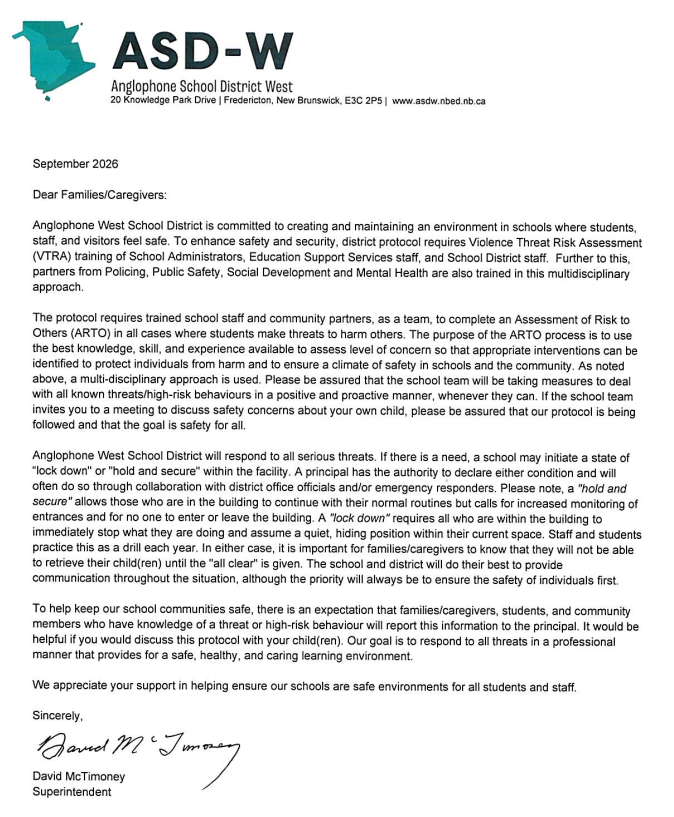 ASD-W
Anglophone School District West
20 Knowledge Park Drive | Fredericton, New Brunswick, E3C 2P5 | www.asdw.nbed.nb.ca
September 2026
Dear Families/Caregivers:
Anglophone West School District is committed to creating and maintaining an environment in schools where students,
staff, and visitors feel safe. To enhance safety and security, district protocol requires Violence Threat Risk Assessment
(VTRA) training of School Administrators, Education Support Services staff, and School District staff. Further to this,
partners from Policing, Public Safety, Social Development and Mental Health are also trained in this multidisciplinary
approach.
The protocol requires trained school staff and community partners, as a team, to complete an Assessment of Risk to
Others (ARTO) in all cases where students make threats to harm others. The purpose of the ARTO process is to use
the best knowledge, skill, and experience available to assess level of concern so that appropriate interventions can be
identified to protect individuals from harm and to ensure a climate of safety in schools and the community. As noted
above, a multi-disciplinary approach is used. Please be assured that the school team will be taking measures to deal
with all known threats/high-risk behaviours in a positive and proactive manner, whenever they can. If the school team
invites you to a meeting to discuss safety concerns about your own child, please be assured that our protocol is being
followed and that the goal is safety for all.
Anglophone West School District will respond to all serious threats. If there is a need, a school may initiate a state of
"lock down" or "hold and secure" within the facility. A principal has the authority to declare either condition and will
often do so through collaboration with district office officials and/or emergency responders. Please note, a "hold and
secure" allows those who are in the building to continue with their normal routines but calls for increased monitoring of
entrances and for no one to enter or leave the building. A "lock down" requires all who are within the building to
immediately stop what they are doing and assume a quiet, hiding position within their current space. Staff and students
practice this as a drill each year. In either case, it is important for families/caregivers to know that they will not be able
to retrieve their child(ren) until the "all clear" is given. The school and district will do their best to provide
communication throughout the situation, although the priority will always be to ensure the safety of individuals first.
To help keep our school communities safe, there is an expectation that families/caregivers, students, and community
members who have knowledge of a threat or high-risk behaviour will report this information to the principal. It would be
helpful if you would discuss this protocol with your child(ren). Our goal is to respond to all threats in a professional
manner that provides for a safe, healthy, and caring learning environment.
We appreciate your support in helping ensure our schools are safe environments for all students and staff.
Sincerely,
David McTimoney
David McTimoney
Superintendent